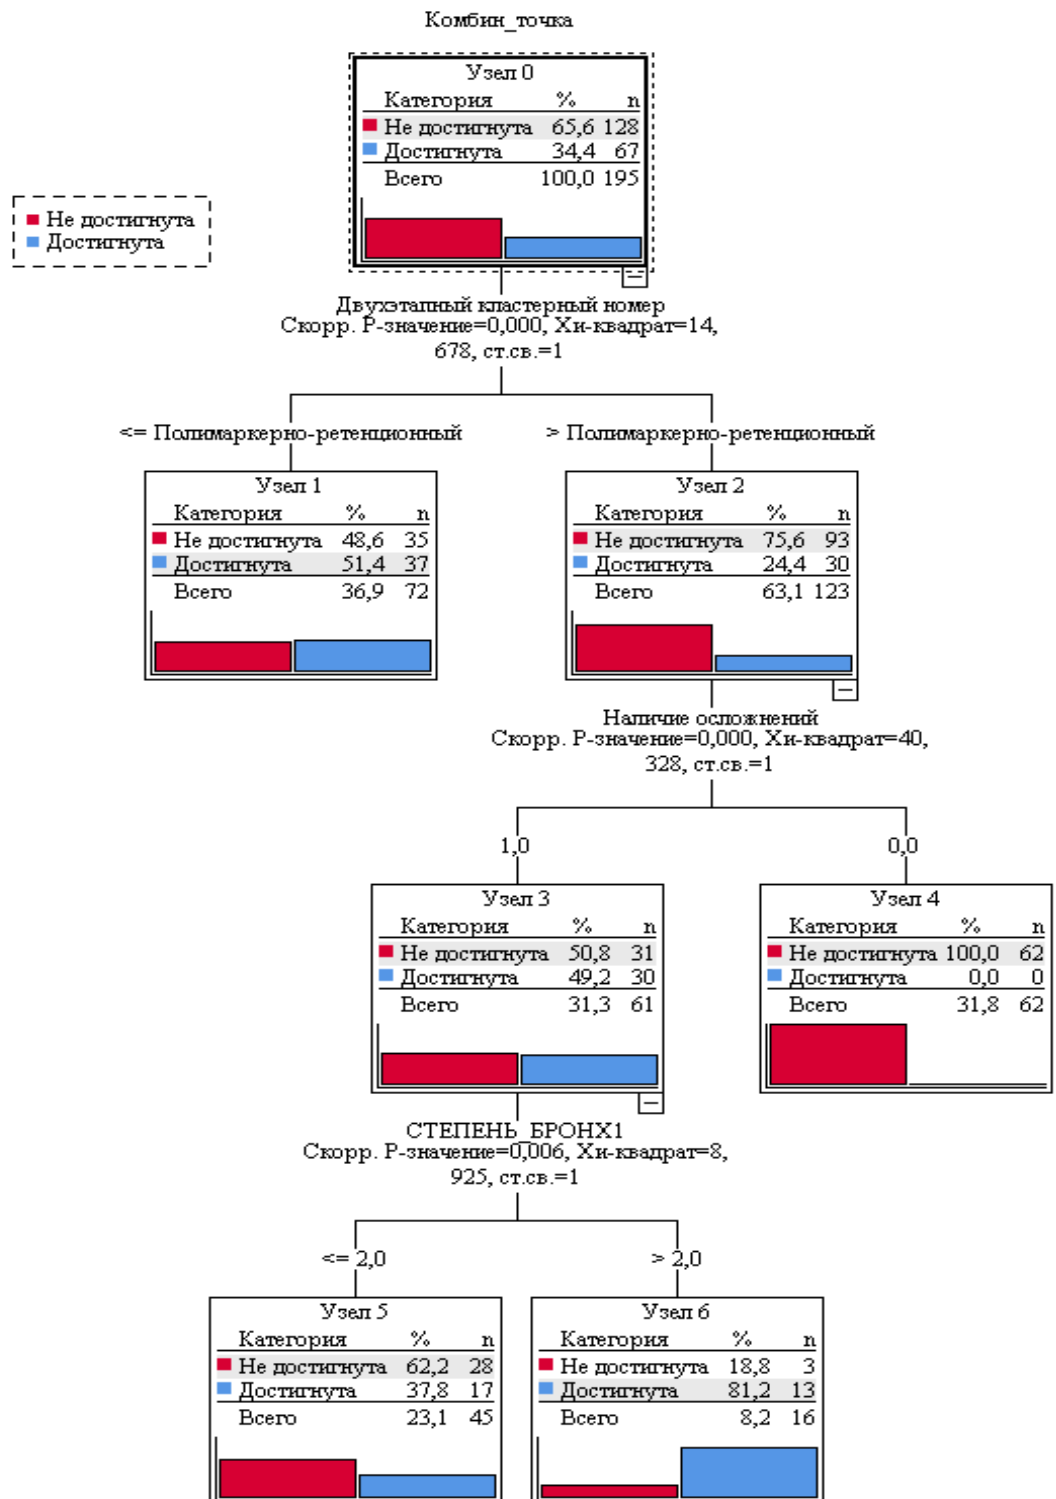 Комбин_точка
Узел 0
Категория % n
Не достигнута 65,6 128
Достигнута 34,4 67
Всего 100,0 195
Не достигнута
Достигнута
Двухэтапный кластерный номер
Скорр. P-значение=0,000, Хи-квадрат=14,
678, ст.св.=1
<= Полимаркерно-ретенционный
> Полимаркерно-ретенционный
Узел 1
Категория % n
Не достигнута 48,6 35
Достигнута 51,4 37
Всего 36,9 72
Узел 2
Категория % n
Не достигнута 75,6 93
Достигнута 24,4 30
Всего 63,1 123
Наличие осложнений
Скорр. P-значение=0,000, Хи-квадрат=40,
328, ст.св.=1
1,0
0,0
Узел 3
Категория % n
Не достигнута 50,8 31
Достигнута 49,2 30
Всего 31,3 61
Узел 4
Категория % n
Не достигнута 100,0 62
Достигнута 0,0 0
Всего 31,8 62
СТЕПЕНЬ_БРОНХ1
Скорр. P-значение=0,006, Хи-квадрат=8,
925, ст.св.=1
<= 2,0
> 2,0
Узел 5
Категория % n
Не достигнута 62,2 28
Достигнута 37,8 17
Всего 23,1 45
Узел 6
Категория % n
Не достигнута 18,8 3
Достигнута 81,2 13
Всего 8,2 16